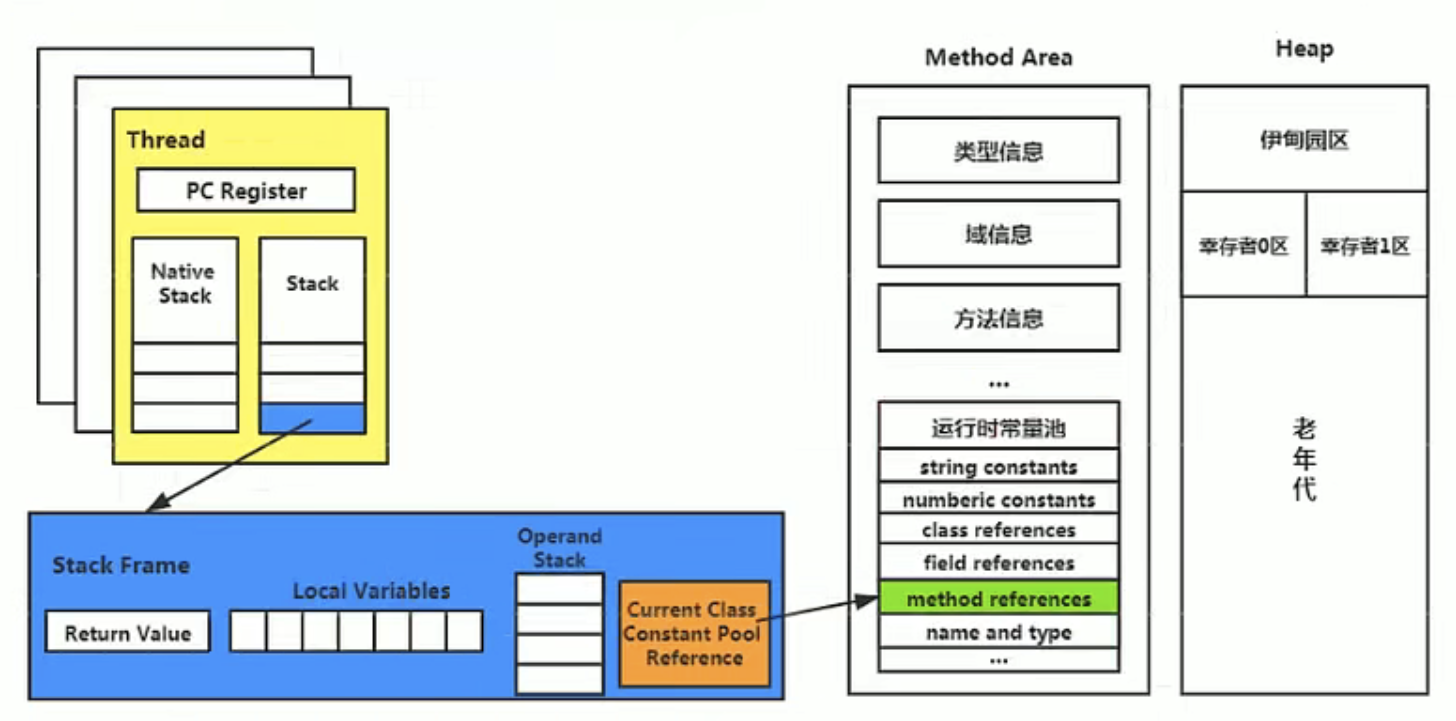 Thread
PC Register
Native
Stack
Stack
Stack Frame
Return Value
Local Variables
Operand
Stack
Current Class
Constant Pool
Reference
Method Area
类型信息
域信息
方法信息
...
运行时常量池
string constants
numberic constants
class references
field references
method references
name and type
...
Heap
伊甸园区
幸存者0区
幸存者1区
老
年
代